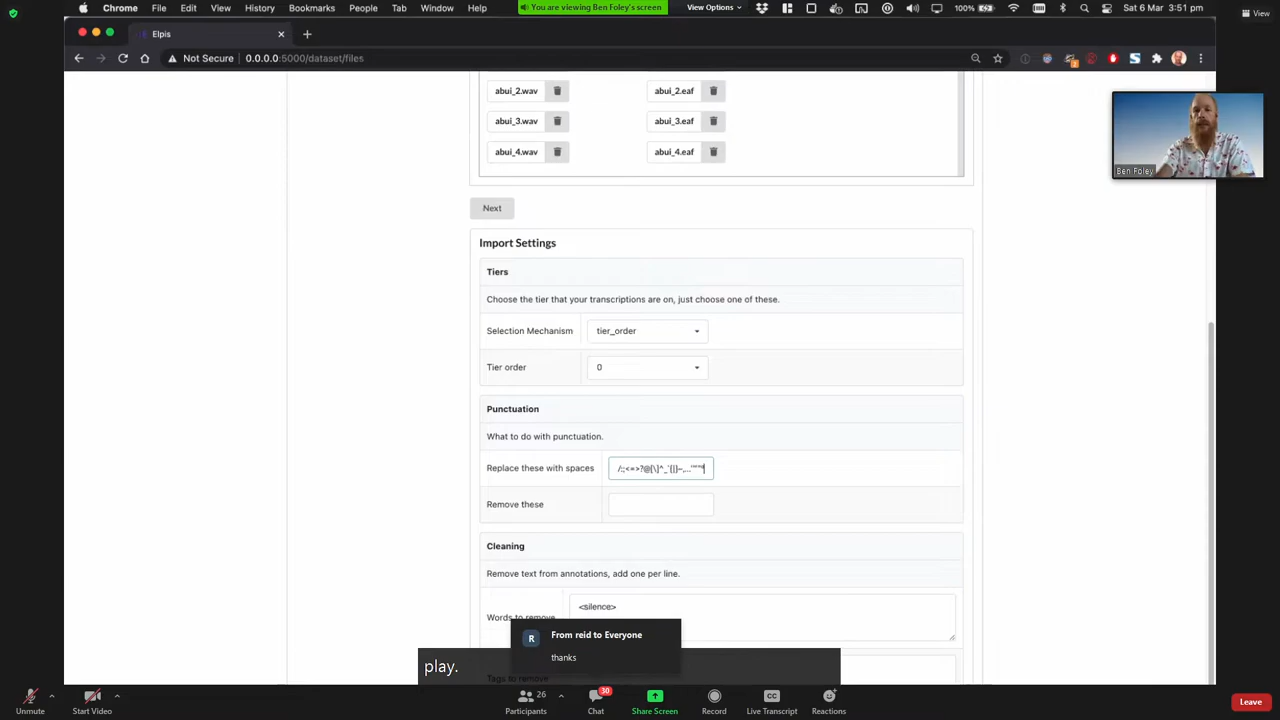 Chrome File Edit View History Bookmarks People Tab Window Help
You are viewing Ben Foley's screen
View Options
100%
Sat 6 Mar 3:51 pm
View
Elpis
Not Secure 0.0.0.0:5000/dataset/files
2
abui_2.wav abui_2.eaf
abui_3.wav abui_3.eaf
abui_4.wav abui_4.eaf
Ben Foley
Next
Import Settings
Tiers
Choose the tier that your transcriptions are on, just choose one of these.
Selection Mechanism tier_order
Tier order 0
Punctuation
What to do with punctuation.
Replace these with spaces
Remove these
Cleaning
Remove text from annotations, add one per line.
<silence>
Words to remove
R From reid to Everyone
thanks
play.
Tags to remove
26
30
Unmute Start Video Participants Chat Share Screen Record Live Transcript Reactions Leave